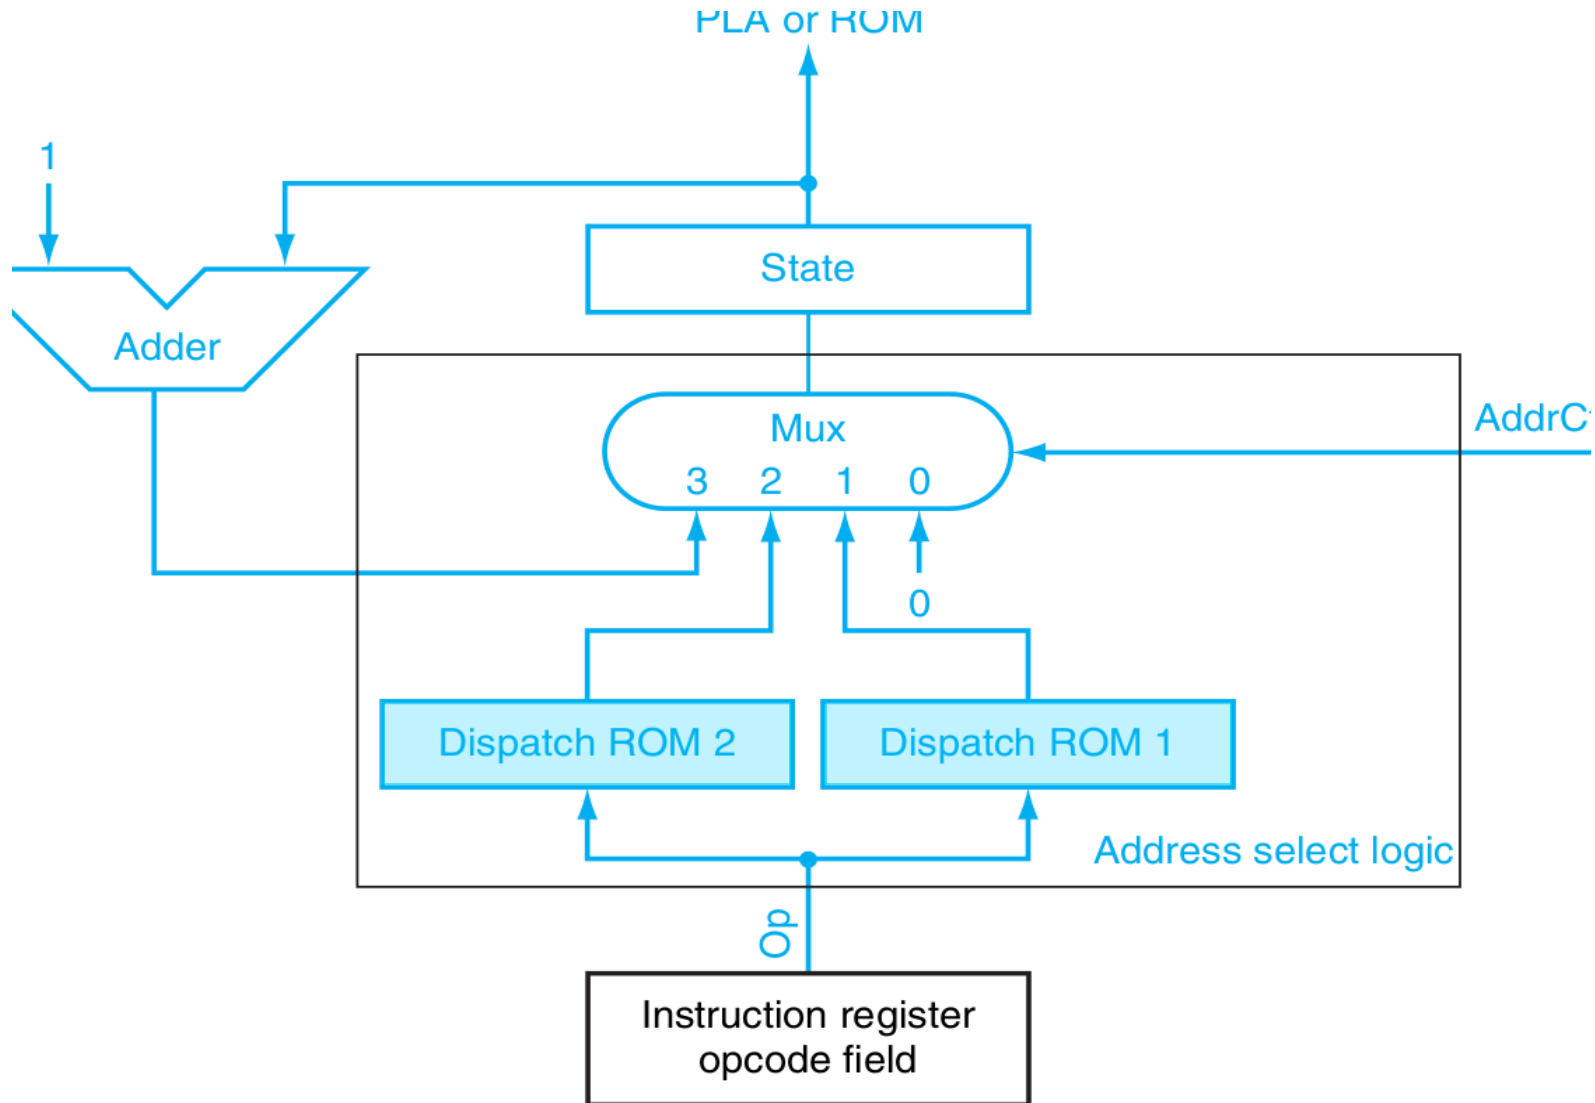 PLA or ROM
1
State
Adder
Mux
AddrC
3 2 1 0
0
Dispatch ROM 2
Dispatch ROM 1
Address select logic
Op
Instruction register
opcode field